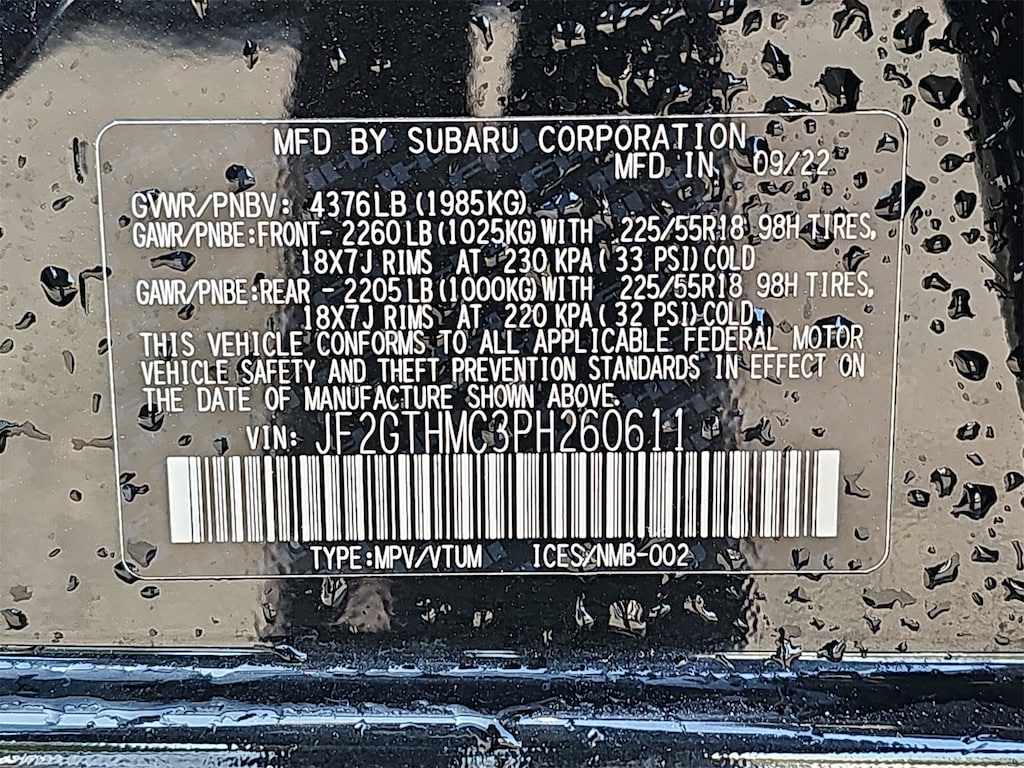 MFD BY SUBARU CORPORATION
MFD IN 09/22
GVWR/PNBV: 4376LB (1985KG)
GAWR/PNBE:FRONT- 2260LB (1025KG) WITH 225/55R18 98H TIRES,
18X7J RIMS AT 230 KPA ( 33 PSI) COLD
GAWR/PNBE:REAR - 2205LB (1000KG) WITH 225/55R18 98H TIRES,
18X7J RIMS AT 220 KPA ( 32 PSI) COLD
THIS VEHICLE CONFORMS TO ALL APPLICABLE FEDERAL MOTOR
VEHICLE SAFETY AND THEFT PREVENTION STANDARDS IN EFFECT ON
THE DATE OF MANUFACTURE SHOWN ABOVE.
VIN: JF2GTHMC3PH260611
TYPE:MPV/VTUM ICES/NMB-002